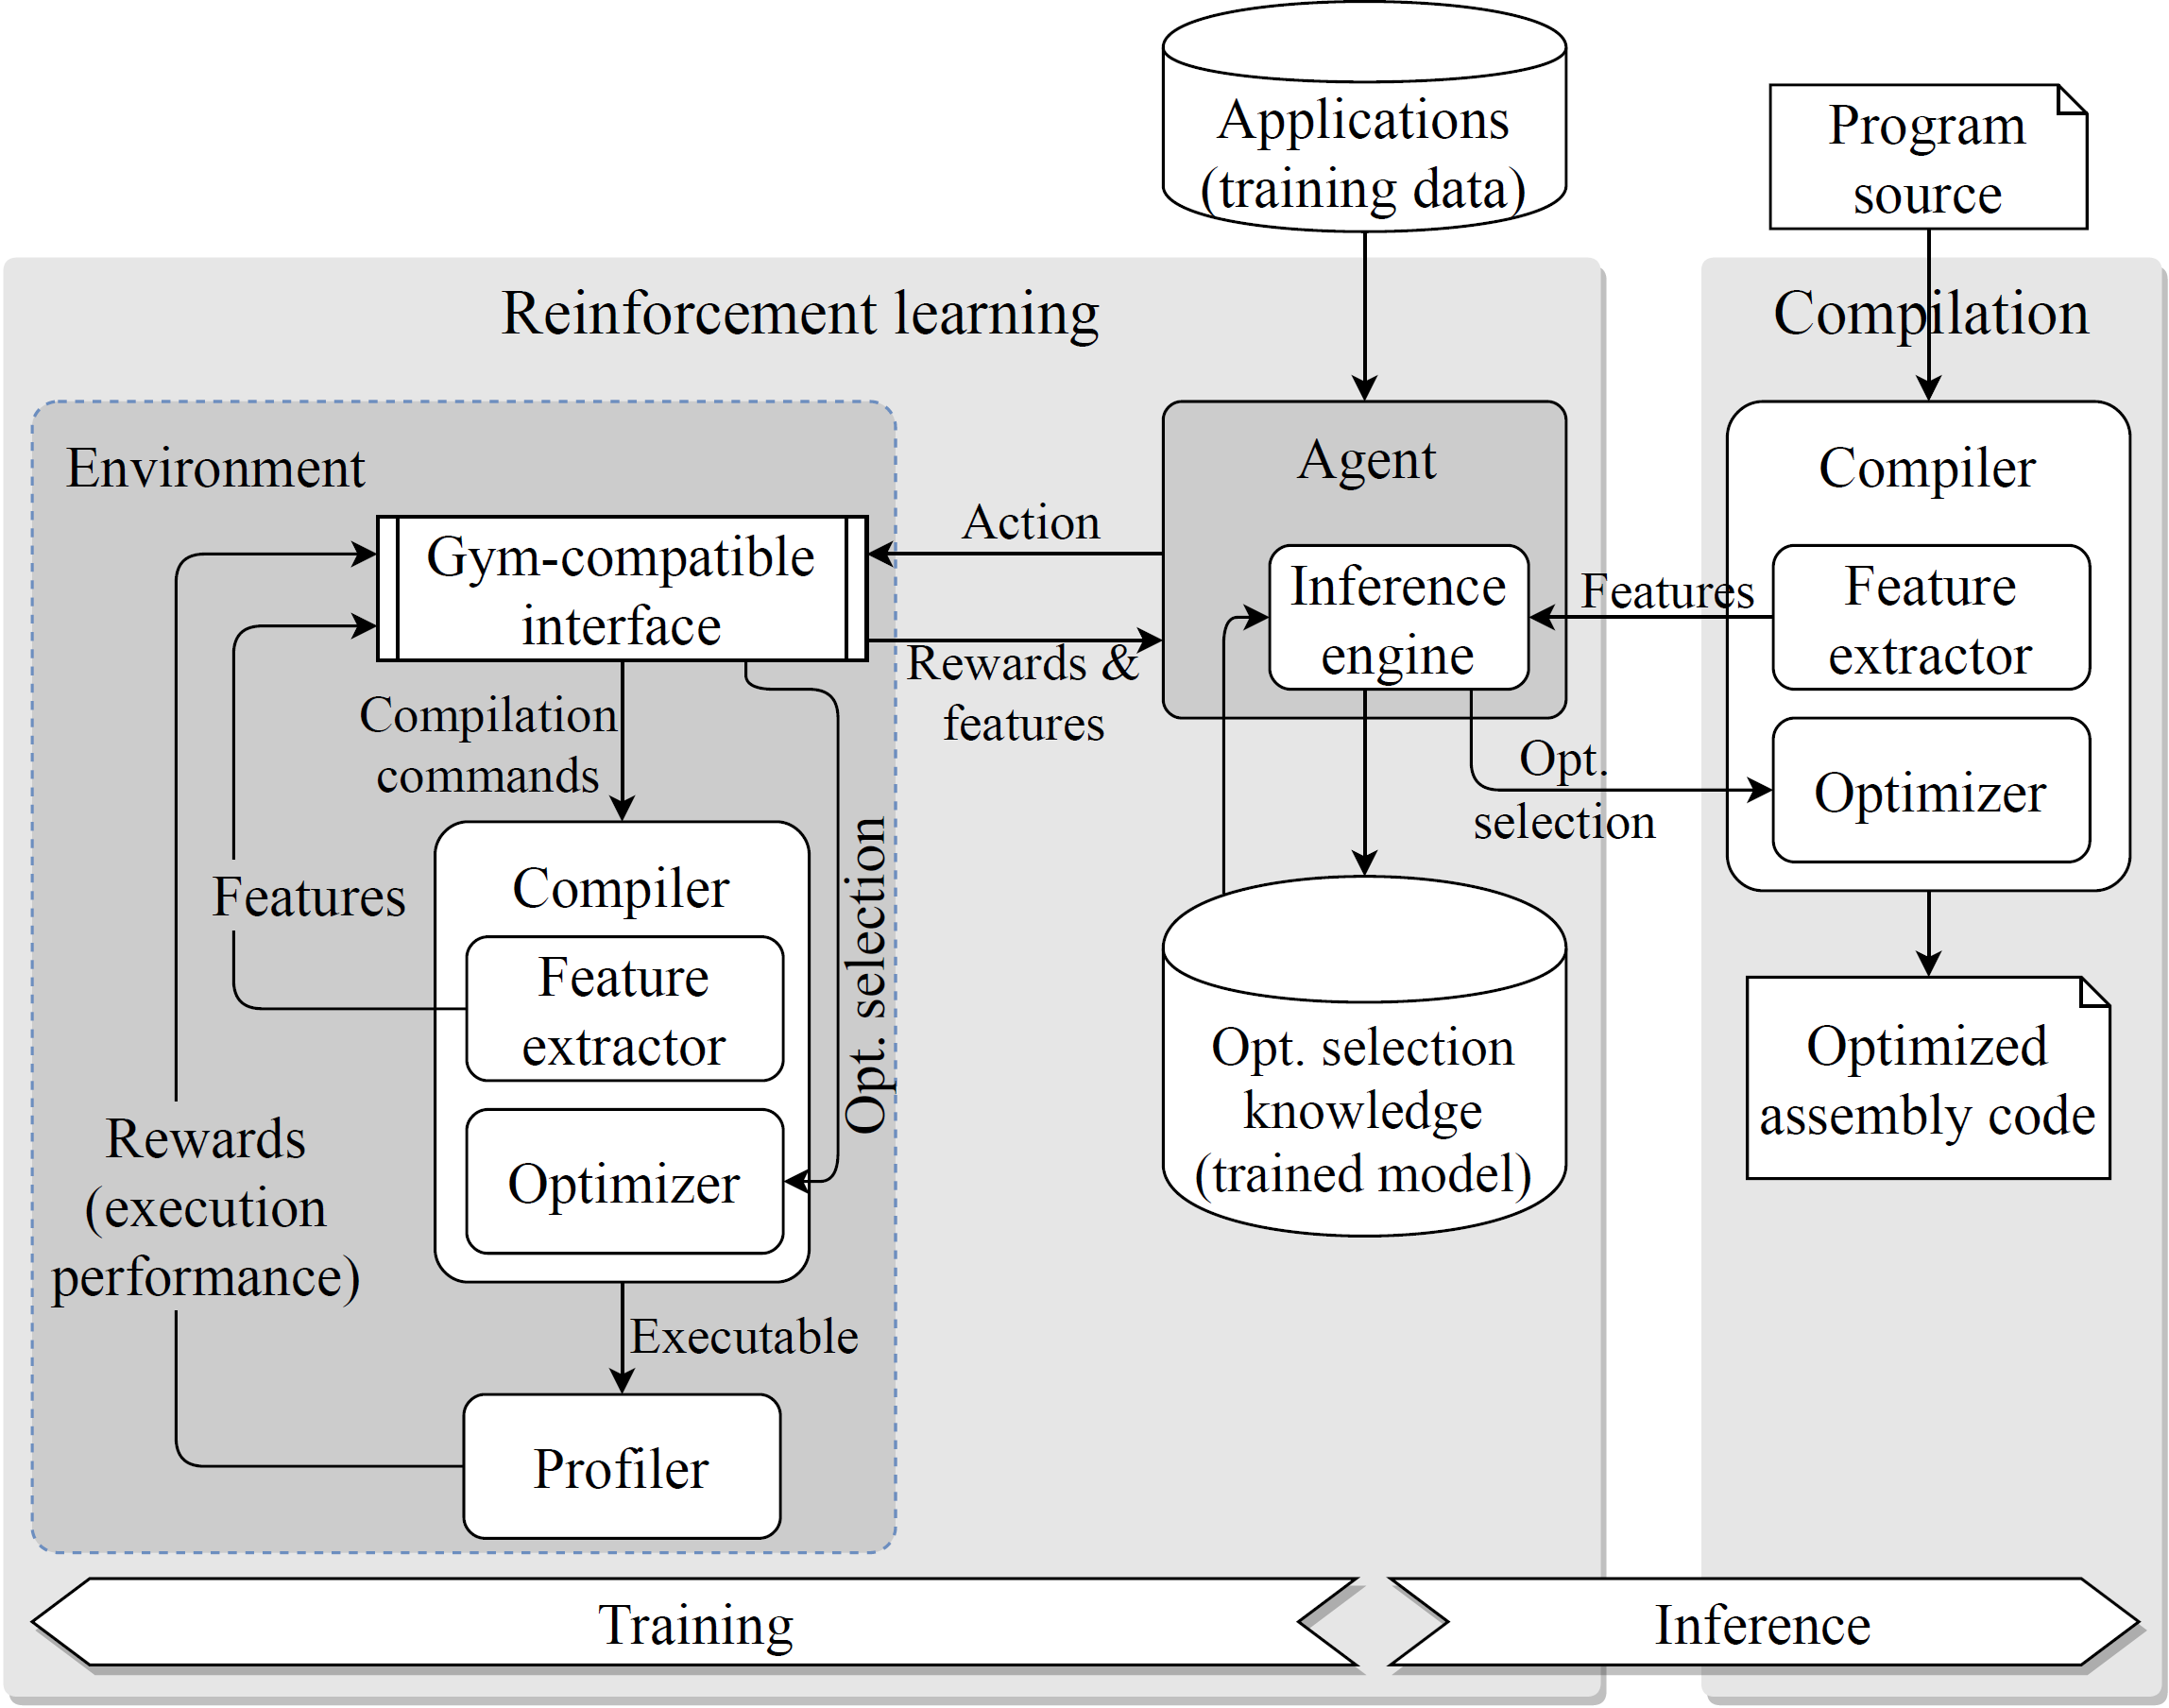 Applications
(training data)
Program
source
Reinforcement learning
Compilation
Environment
Gym-compatible
interface
Action
Rewards &
features
Agent
Inference
engine
Features
Compiler
Feature
extractor
Optimizer
Opt.
selection
Compilation
commands
Opt. selection
Features
Compiler
Feature
extractor
Optimizer
Rewards
(execution
performance)
Executable
Profiler
Opt. selection
knowledge
(trained model)
Optimized
assembly code
Training
Inference